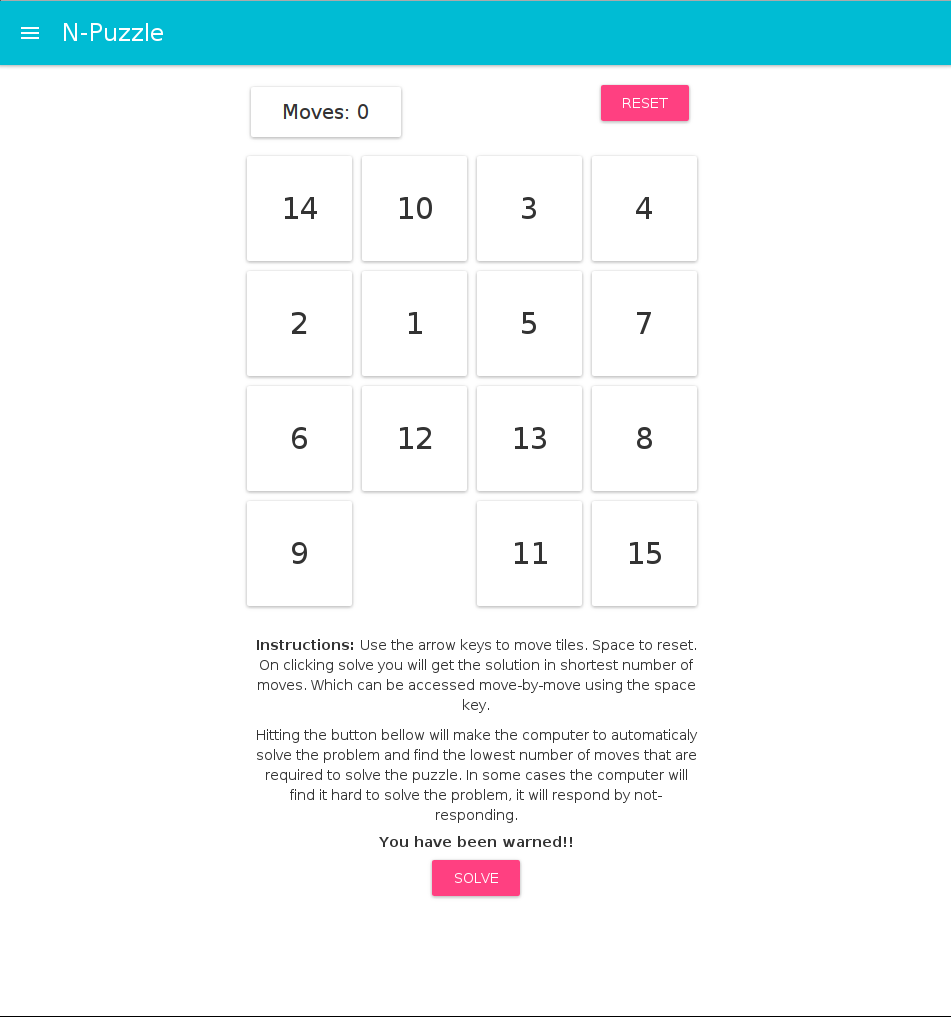 N-Puzzle
Moves: 0
RESET
14 10 3 4
2 1 5 7
6 12 13 8
9 11 15
Instructions: Use the arrow keys to move tiles. Space to reset.
On clicking solve you will get the solution in shortest number of
moves. Which can be accessed move-by-move using the space
key.
Hitting the button bellow will make the computer to automaticaly
solve the problem and find the lowest number of moves that are
required to solve the puzzle. In some cases the computer will
find it hard to solve the problem, it will respond by not-
responding.
You have been warned!!
SOLVE